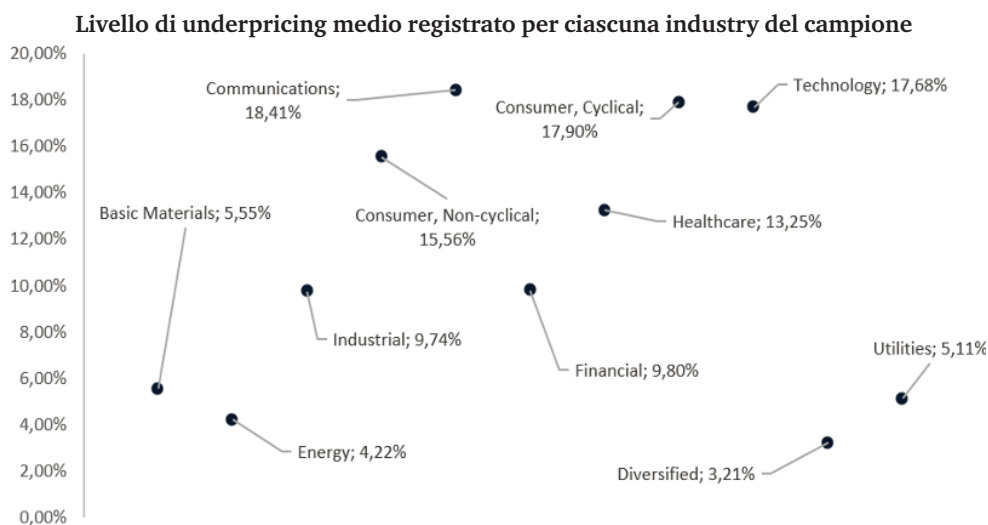 Livello di underpricing medio registrato per ciascuna industry del campione
20,00%
18,00%
16,00%
14,00%
12,00%
10,00%
8,00%
6,00%
4,00%
2,00%
0,00%
Communications;
18,41%
Consumer, Cyclical;
17,90%
Technology; 17,68%
Basic Materials; 5,55%
Consumer, Non-cyclical;
15,56%
Healthcare; 13,25%
Industrial; 9,74%
Financial; 9,80%
Utilities; 5,11%
Energy; 4,22%
Diversified; 3,21%